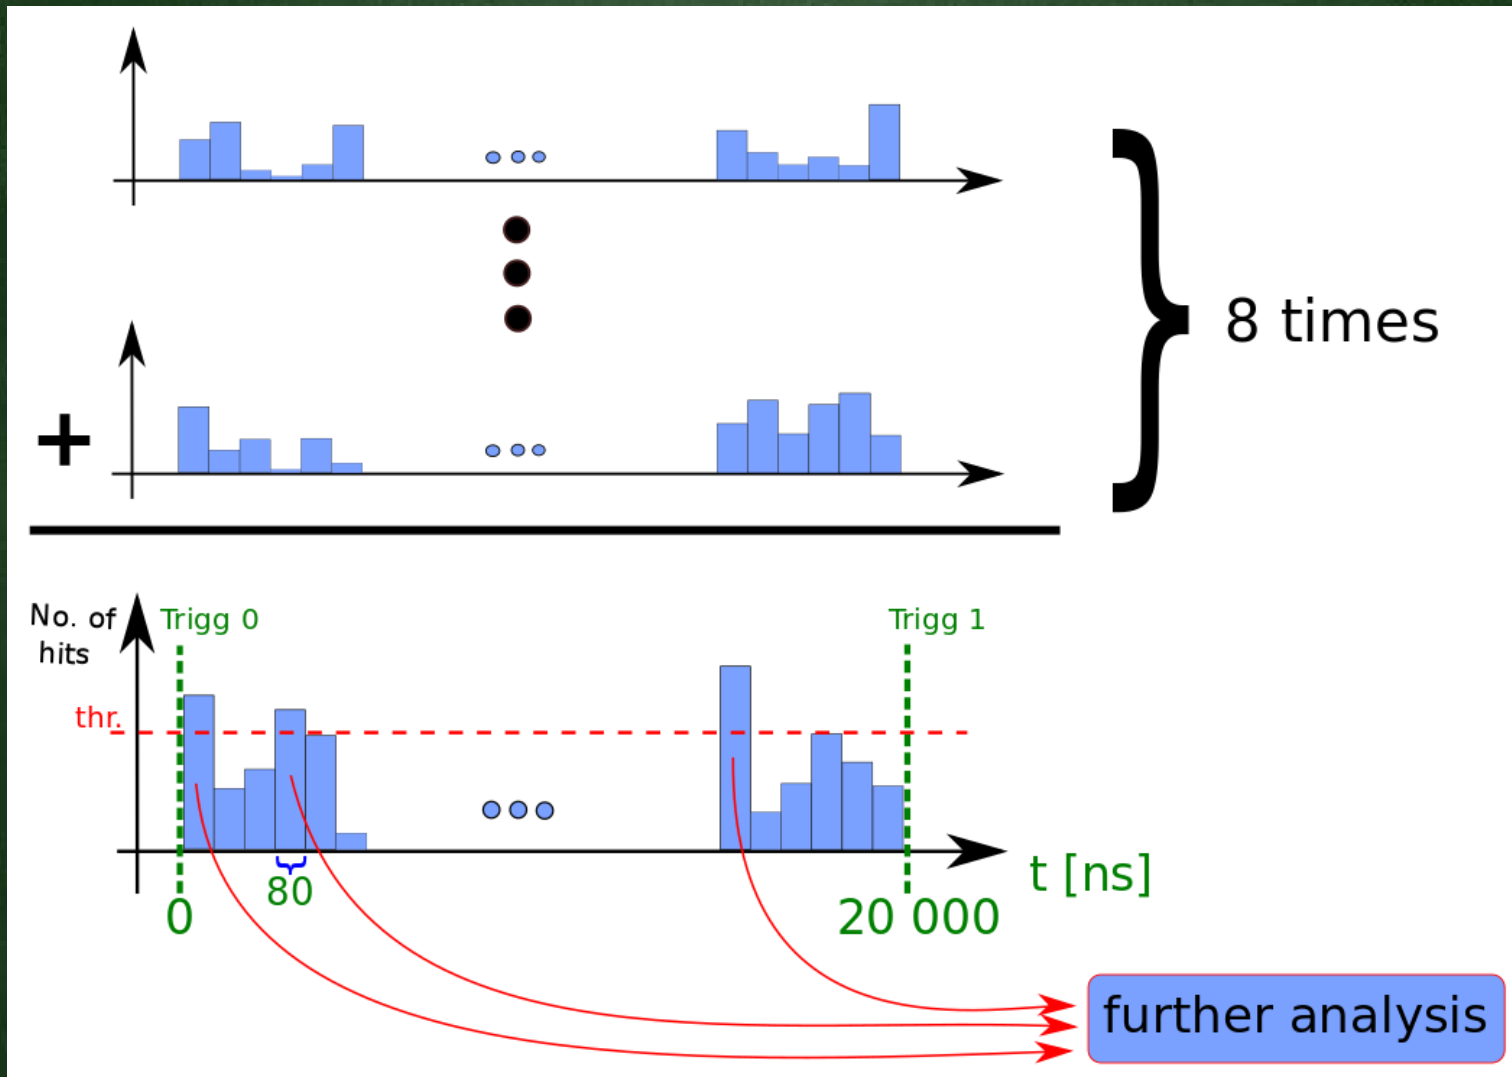 8 times
+
No. of
hits
Trigg 0
Trigg 1
thr.
80
t [ns]
0
20 000
further analysis